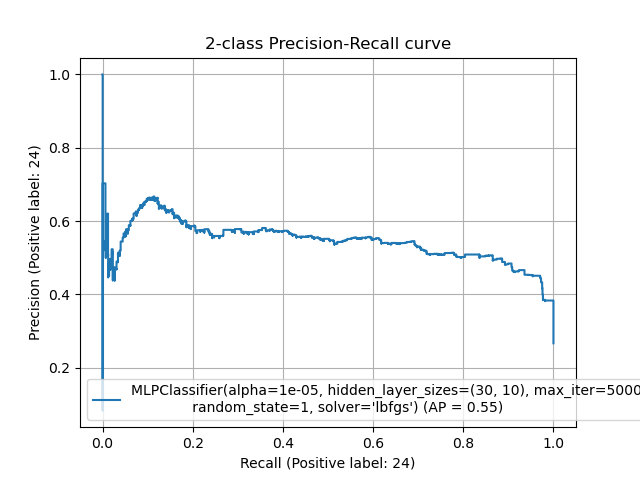 2-class Precision-Recall curve
Precision (Positive label: 24)
1.0
0.8
0.6
0.4
0.2
MLPClassifier(alpha=1e-05, hidden_layer_sizes=(30, 10), max_iter=5000
random_state=1, solver='lbfgs') (AP = 0.55)
0.0 0.2 0.4 0.6 0.8 1.0
Recall (Positive label: 24)